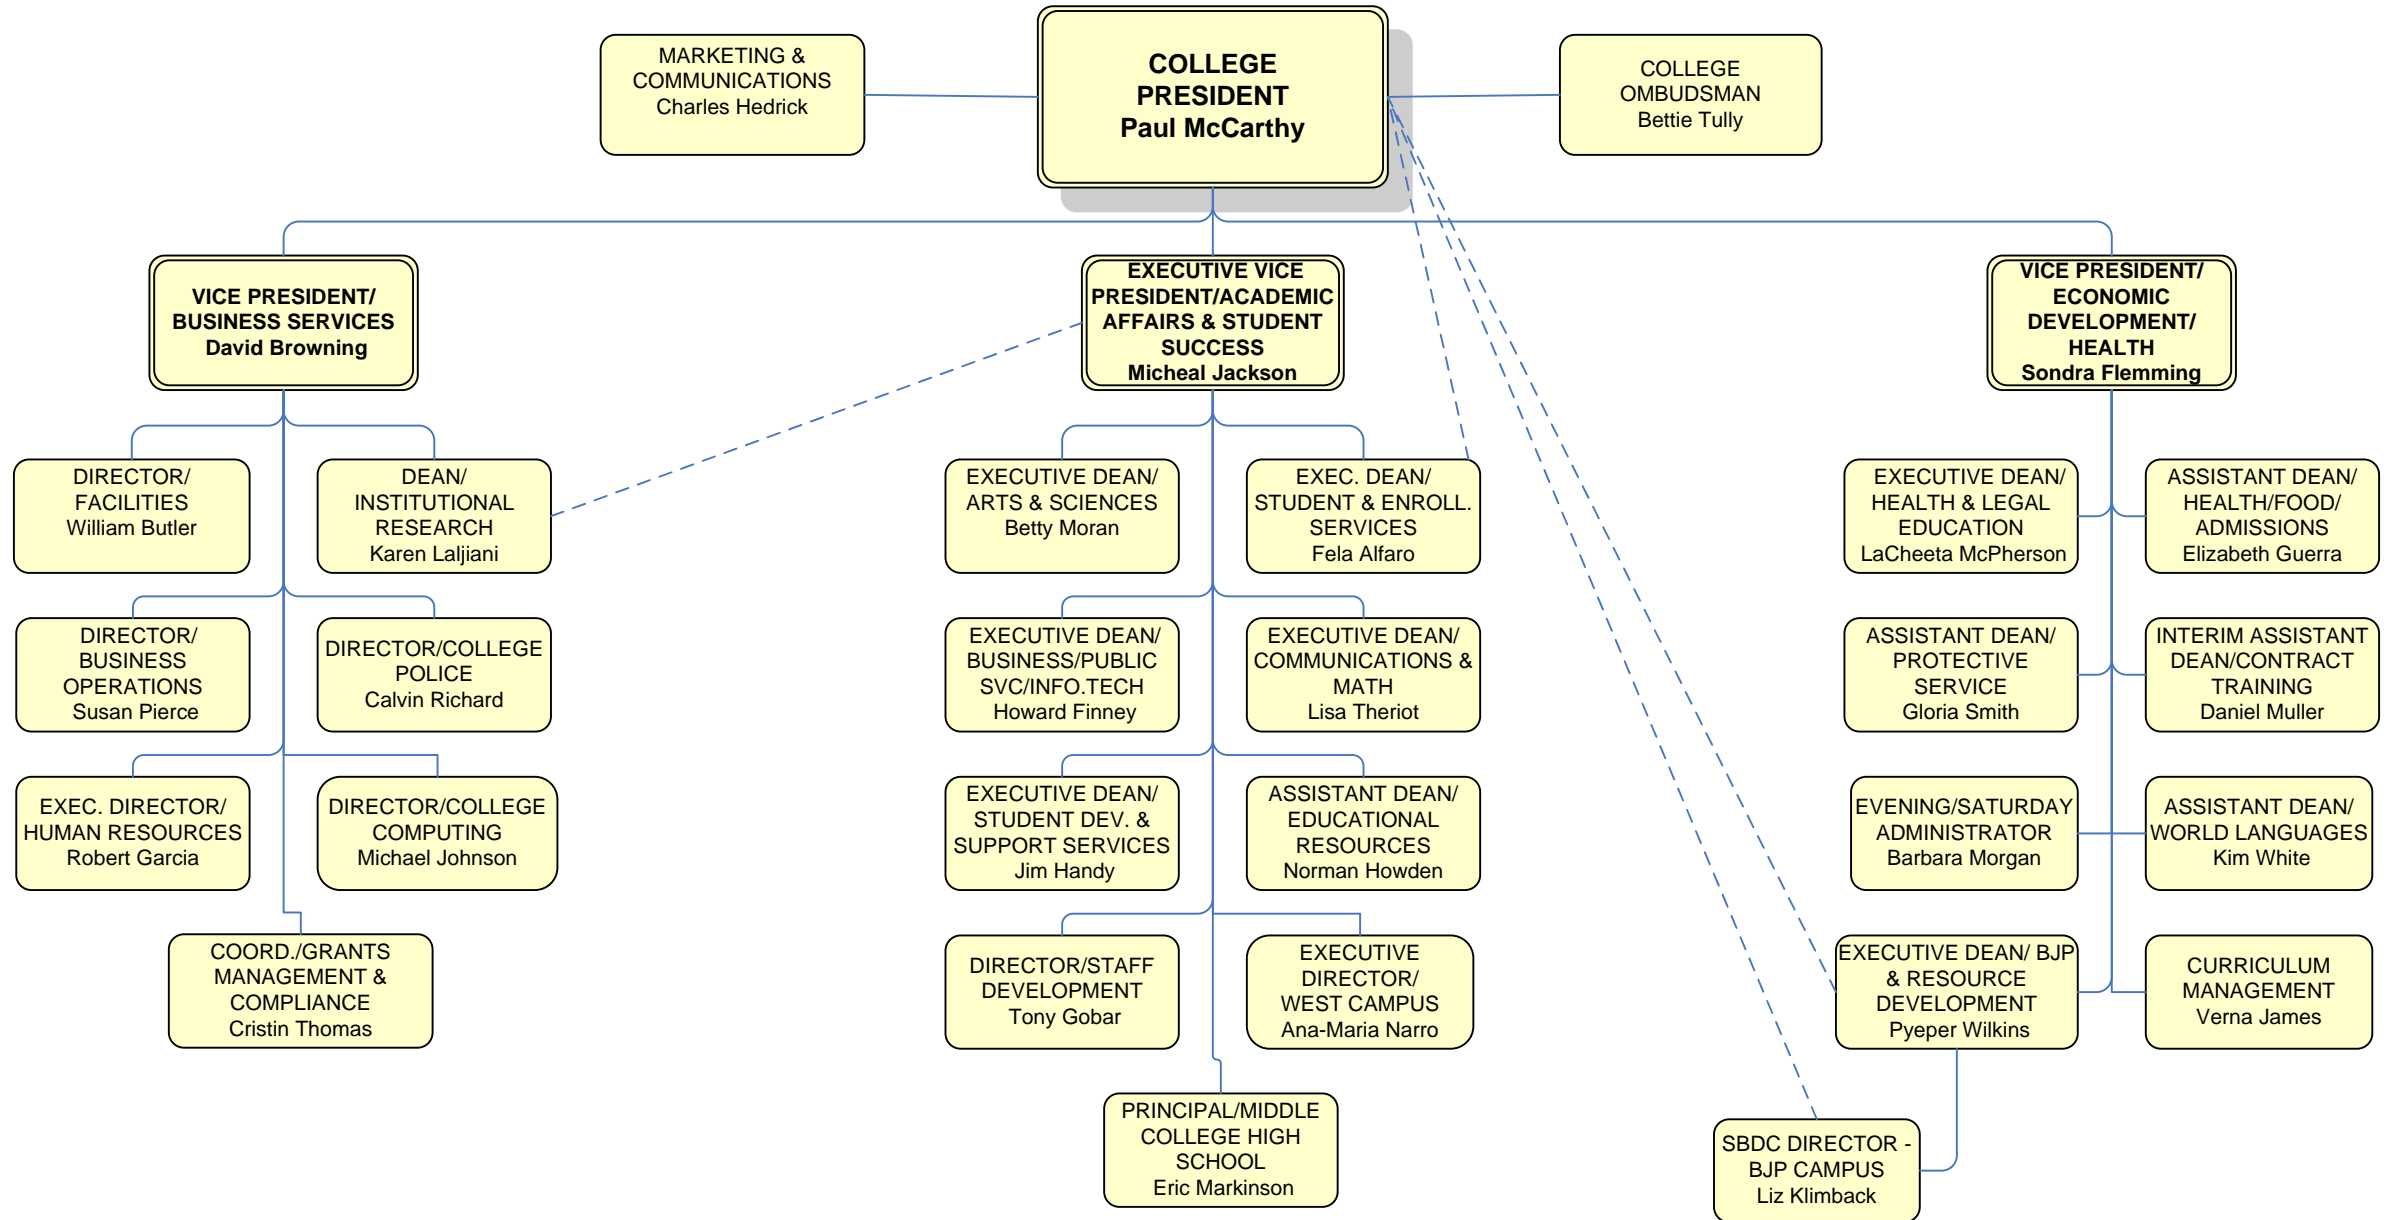 MARKETING &
COMMUNICATIONS
Charles Hedrick
COLLEGE
PRESIDENT
Paul McCarthy
COLLEGE
OMBUDSMAN
Bettie Tully
VICE PRESIDENT/
BUSINESS SERVICES
David Browning
EXECUTIVE VICE
PRESIDENT/ACADEMIC
AFFAIRS & STUDENT
SUCCESS
Micheal Jackson
VICE PRESIDENT/
ECONOMIC
DEVELOPMENT/
HEALTH
Sondra Flemming
DIRECTOR/
FACILITIES
William Butler
DEAN/
INSTITUTIONAL
RESEARCH
Karen Laljiani
EXECUTIVE DEAN/
ARTS & SCIENCES
Betty Moran
EXEC. DEAN/
STUDENT & ENROLL.
SERVICES
Fela Alfaro
EXECUTIVE DEAN/
HEALTH & LEGAL
EDUCATION
LaCheeta McPherson
ASSISTANT DEAN/
HEALTH/FOOD/
ADMISSIONS
Elizabeth Guerra
DIRECTOR/
BUSINESS
OPERATIONS
Susan Pierce
DIRECTOR/COLLEGE
POLICE
Calvin Richard
EXECUTIVE DEAN/
BUSINESS/PUBLIC
SVC/INFO.TECH
Howard Finney
EXECUTIVE DEAN/
COMMUNICATIONS &
MATH
Lisa Theriot
ASSISTANT DEAN/
PROTECTIVE
SERVICE
Gloria Smith
INTERIM ASSISTANT
DEAN/CONTRACT
TRAINING
Daniel Muller
EXEC. DIRECTOR/
HUMAN RESOURCES
Robert Garcia
DIRECTOR/COLLEGE
COMPUTING
Michael Johnson
EXECUTIVE DEAN/
STUDENT DEV. &
SUPPORT SERVICES
Jim Handy
ASSISTANT DEAN/
EDUCATIONAL
RESOURCES
Norman Howden
EVENING/SATURDAY
ADMINISTRATOR
Barbara Morgan
ASSISTANT DEAN/
WORLD LANGUAGES
Kim White
COORD./GRANTS
MANAGEMENT &
COMPLIANCE
Cristin Thomas
DIRECTOR/STAFF
DEVELOPMENT
Tony Gobar
EXECUTIVE
DIRECTOR/
WEST CAMPUS
Ana-Maria Narro
EXECUTIVE DEAN/ BJP
& RESOURCE
DEVELOPMENT
Pyeper Wilkins
CURRICULUM
MANAGEMENT
Verna James
PRINCIPAL/MIDDLE
COLLEGE HIGH
SCHOOL
Eric Markinson
SBDC DIRECTOR -
BJP CAMPUS
Liz Klimback